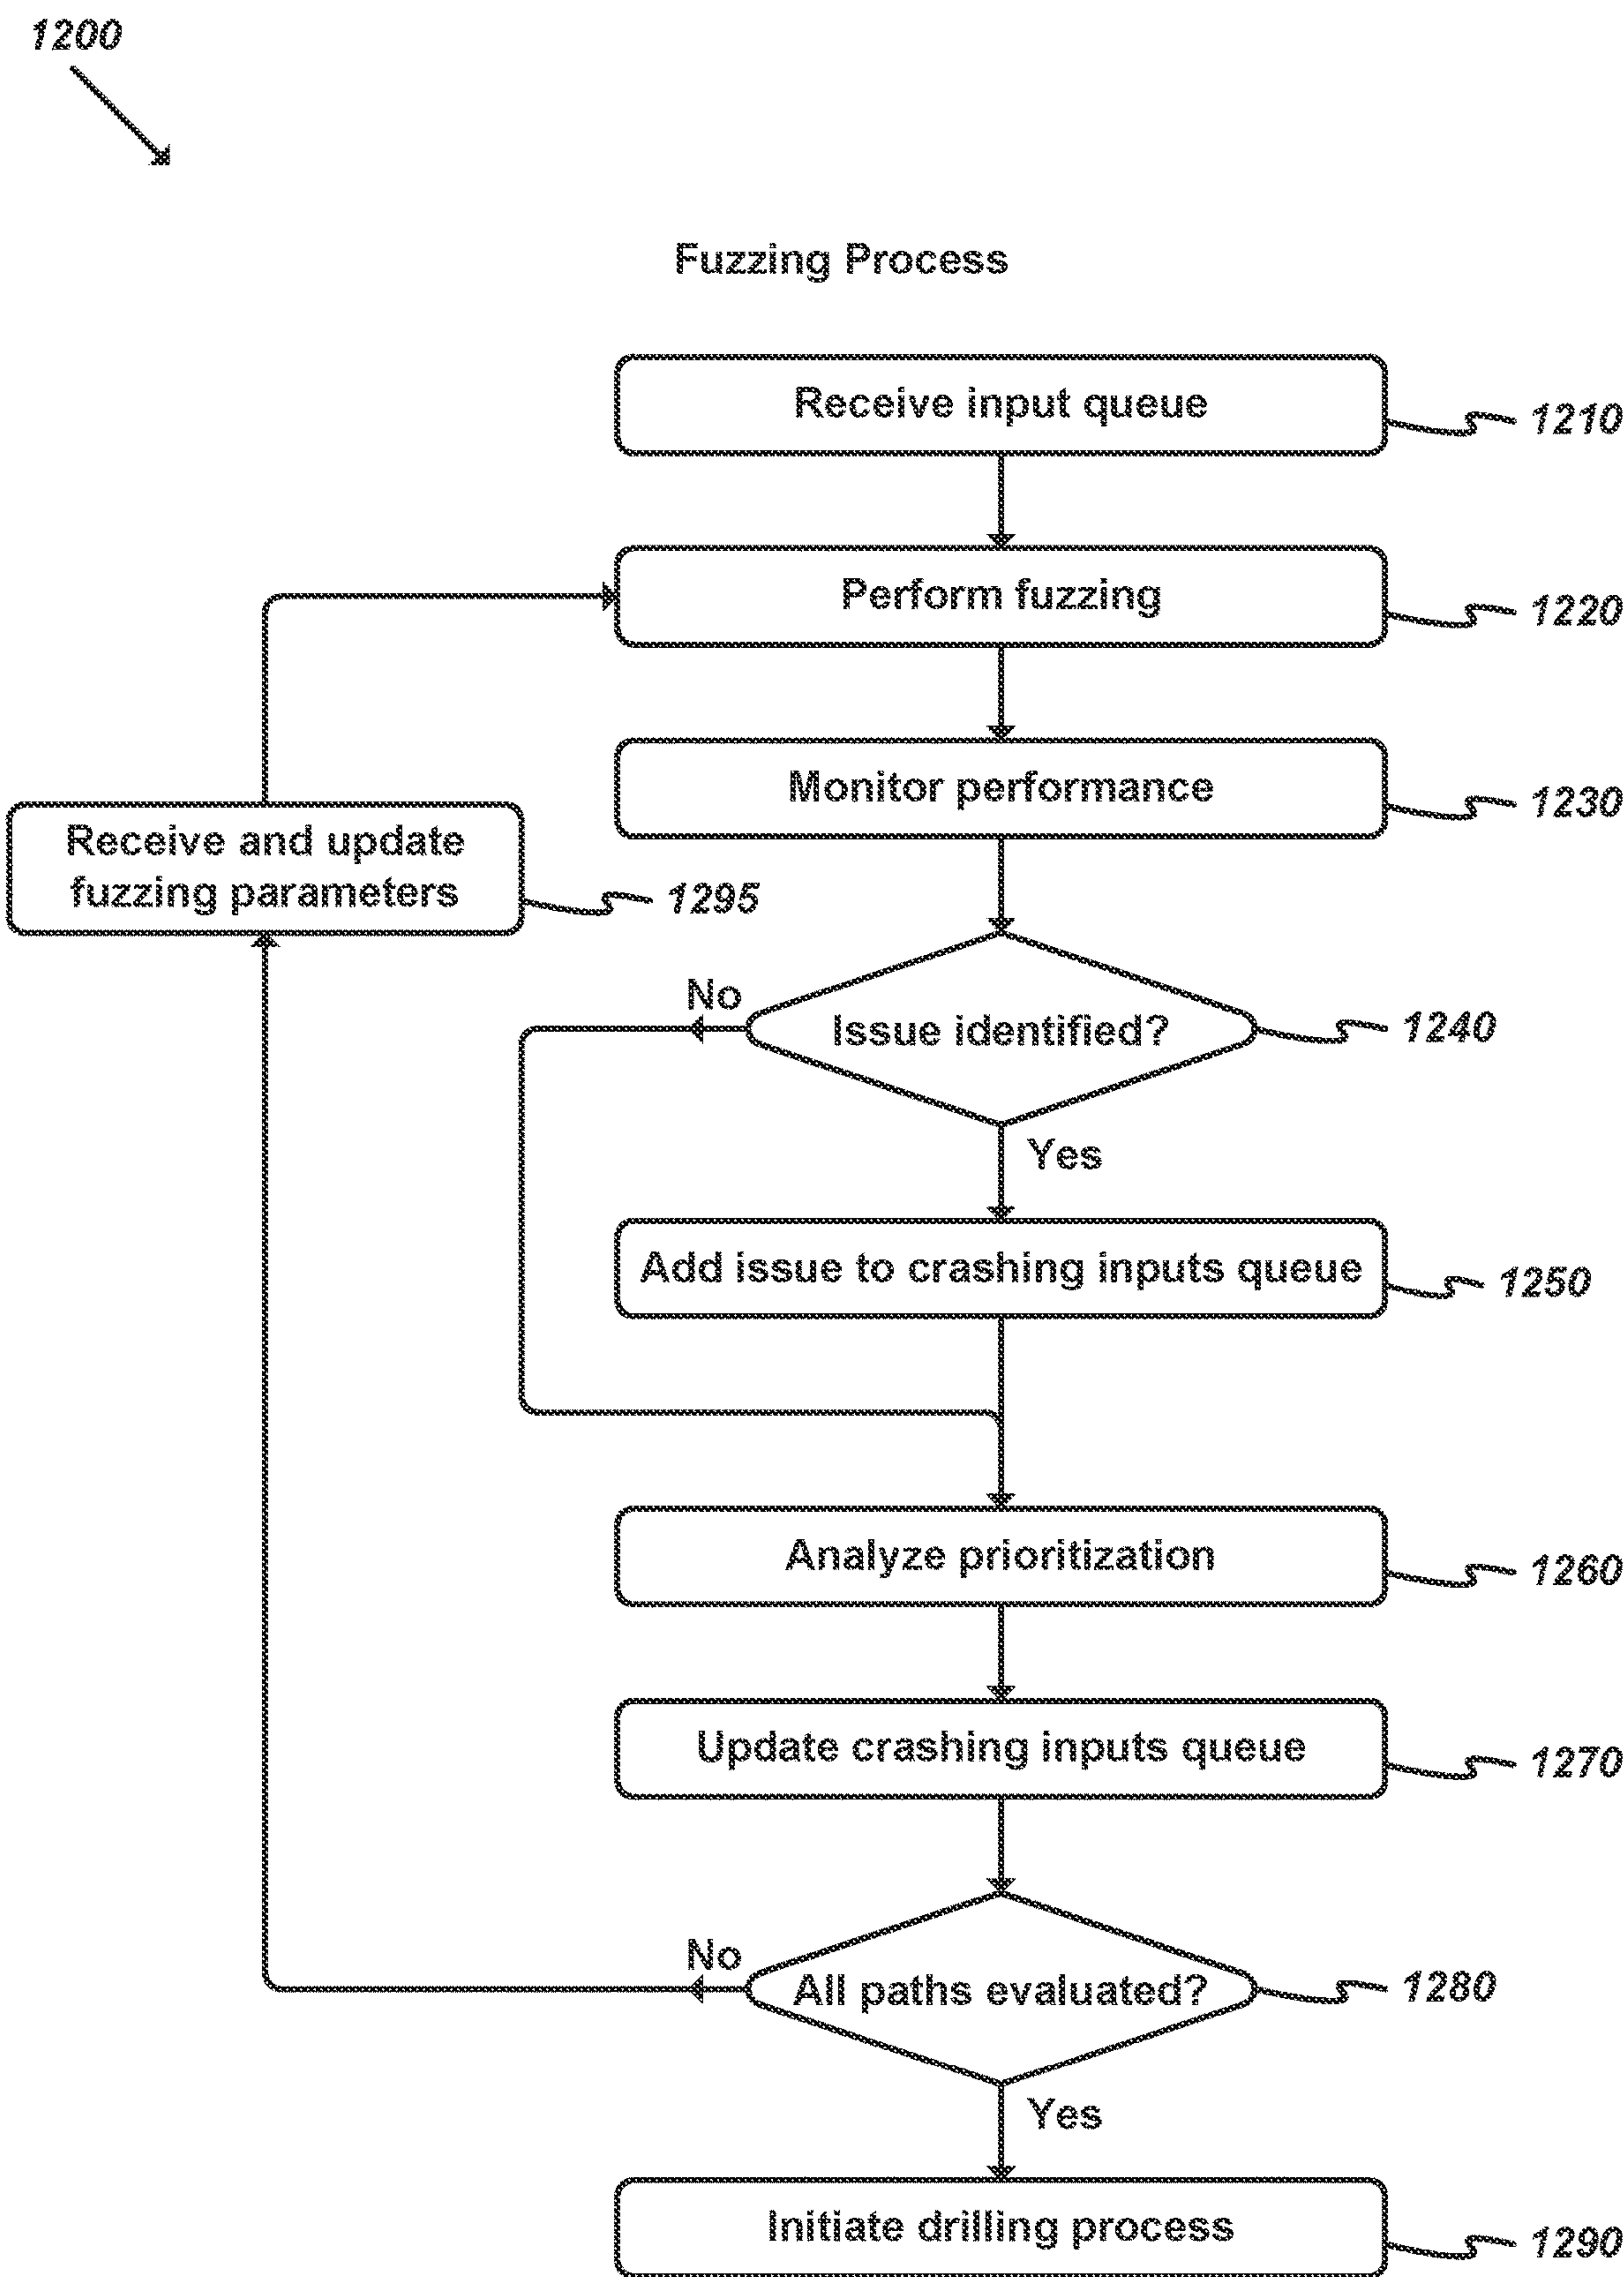 1200
Fuzzing Process
Receive input queue
1210
Perform fuzzing
1220
Monitor performance
1230
Receive and update
fuzzing parameters
1295
No
Issue identified?
1240
Yes
Add issue to crashing inputs queue
1250
Analyze prioritization
1260
Update crashing inputs queue
1270
No
All paths evaluated?
1280
Yes
Initiate drilling process
1290